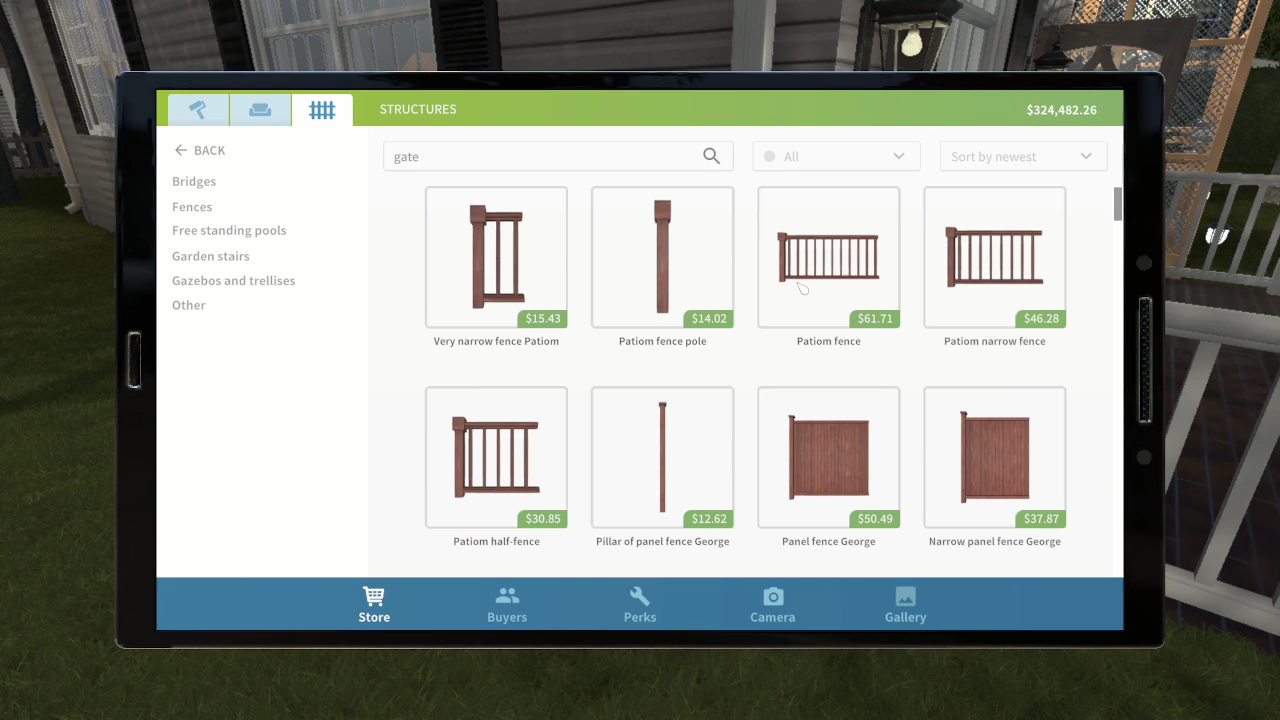 STRUCTURES
$324,482.26
BACK
Bridges
Fences
Free standing pools
Garden stairs
Gazebos and trellises
Other
gate
All
Sort by newest
$15.43
$14.02
$61.71
$46.28
Very narrow fence Patiom
Patiom fence pole
Patiom fence
Patiom narrow fence
$30.85
$12.62
$50.49
$37.87
Patiom half-fence
Pillar of panel fence George
Panel fence George
Narrow panel fence George
Store
Buyers
Perks
Camera
Gallery